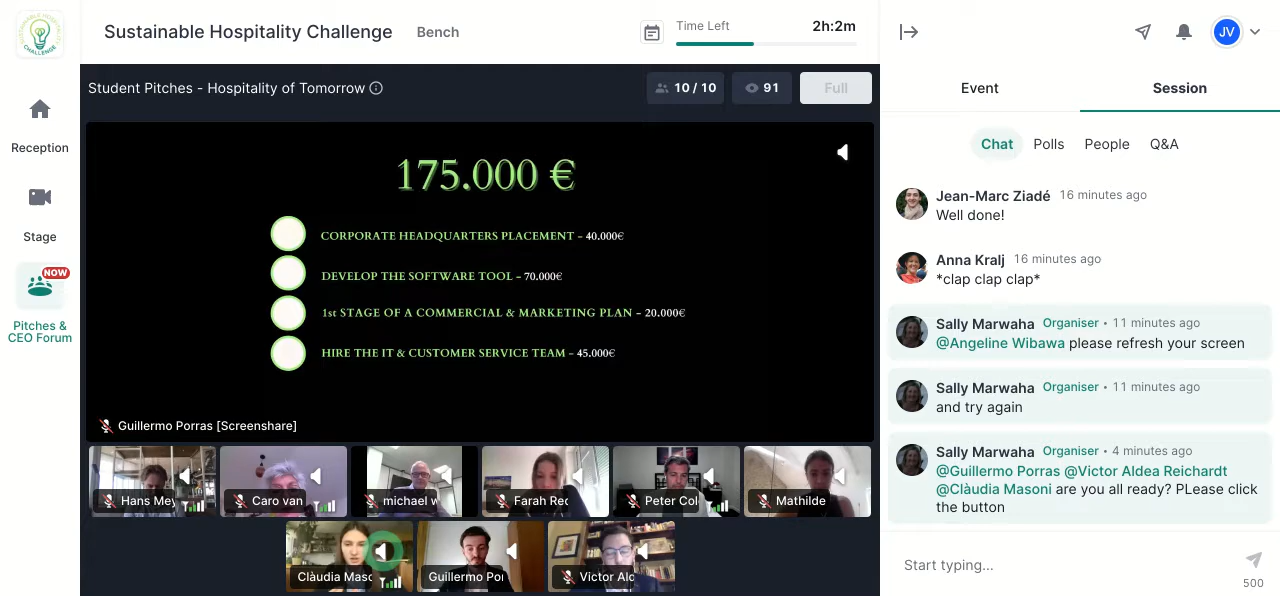 SUSTAINABLE HOSPITALITY
CHALLENGE
Sustainable Hospitality Challenge
Bench
Time Left
2h:2m
JV
Reception
Stage
NOW
Pitches &
CEO Forum
Student Pitches - Hospitality of Tomorrow
10 / 10
91
Full
175.000 €
CORPORATE HEADQUARTERS PLACEMENT - 40.000€
DEVELOP THE SOFTWARE TOOL - 70.000€
1st STAGE OF A COMMERCIAL & MARKETING PLAN - 20.000€
HIRE THE IT & CUSTOMER SERVICE TEAM - 45.000€
Guillermo Porras [Screenshare]
Hans Mey
Caro van
michael w
Farah Red
Peter Col
Mathilde
Clàudia Maso
Guillermo Por
Victor Ald
Event
Session
Chat
Polls
People
Q&A
Jean-Marc Ziadé 16 minutes ago
Well done!
Anna Kralj 16 minutes ago
*clap clap clap*
Sally Marwaha Organiser • 11 minutes ago
@Angeline Wibawa please refresh your screen
Sally Marwaha Organiser • 11 minutes ago
and try again
Sally Marwaha Organiser • 4 minutes ago
@Guillermo Porras @Victor Aldea Reichardt
@Clàudia Masoni are you all ready? PLease click
the button
Start typing...
500